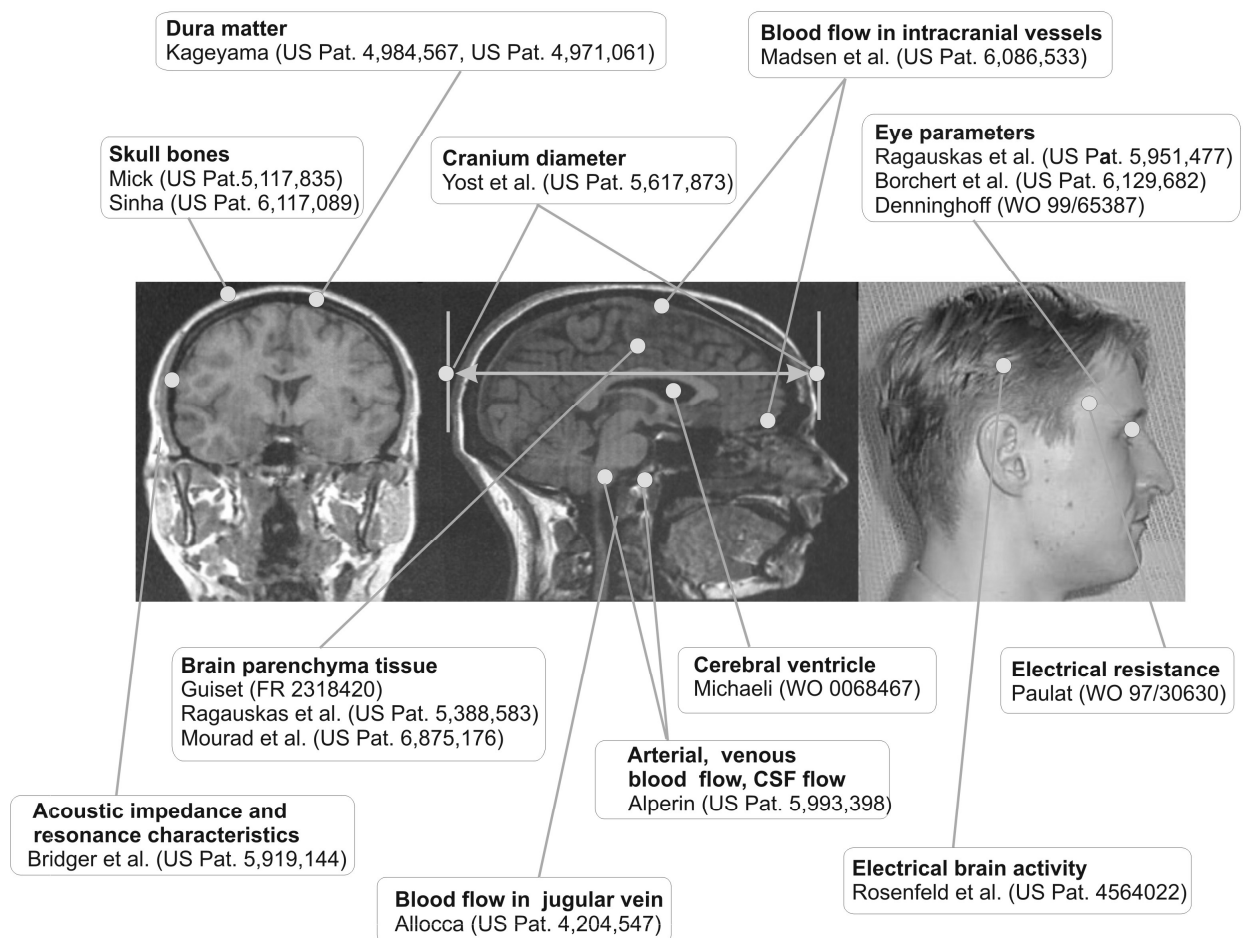 Dura matter
Kageyama (US Pat. 4,984,567, US Pat. 4,971,061)
Blood flow in intracranial vessels
Madsen et al. (US Pat. 6,086,533)
Skull bones
Mick (US Pat.5,117,835)
Sinha (US Pat. 6,117,089)
Cranium diameter
Yost et al. (US Pat. 5,617,873)
Eye parameters
Ragauskas et al. (US Pat. 5,951,477)
Borchert et al. (US Pat. 6,129,682)
Denninghoff (WO 99/65387)
Brain parenchyma tissue
Guiset (FR 2318420)
Ragauskas et al. (US Pat. 5,388,583)
Mourad et al. (US Pat. 6,875,176)
Cerebral ventricle
Michaeli (WO 0068467)
Electrical resistance
Paulat (WO 97/30630)
Arterial, venous
blood flow, CSF flow
Alperin (US Pat. 5,993,398)
Acoustic impedance and
resonance characteristics
Bridger et al. (US Pat. 5,919,144)
Electrical brain activity
Rosenfeld et al. (US Pat. 4564022)
Blood flow in jugular vein
Allocca (US Pat. 4,204,547)